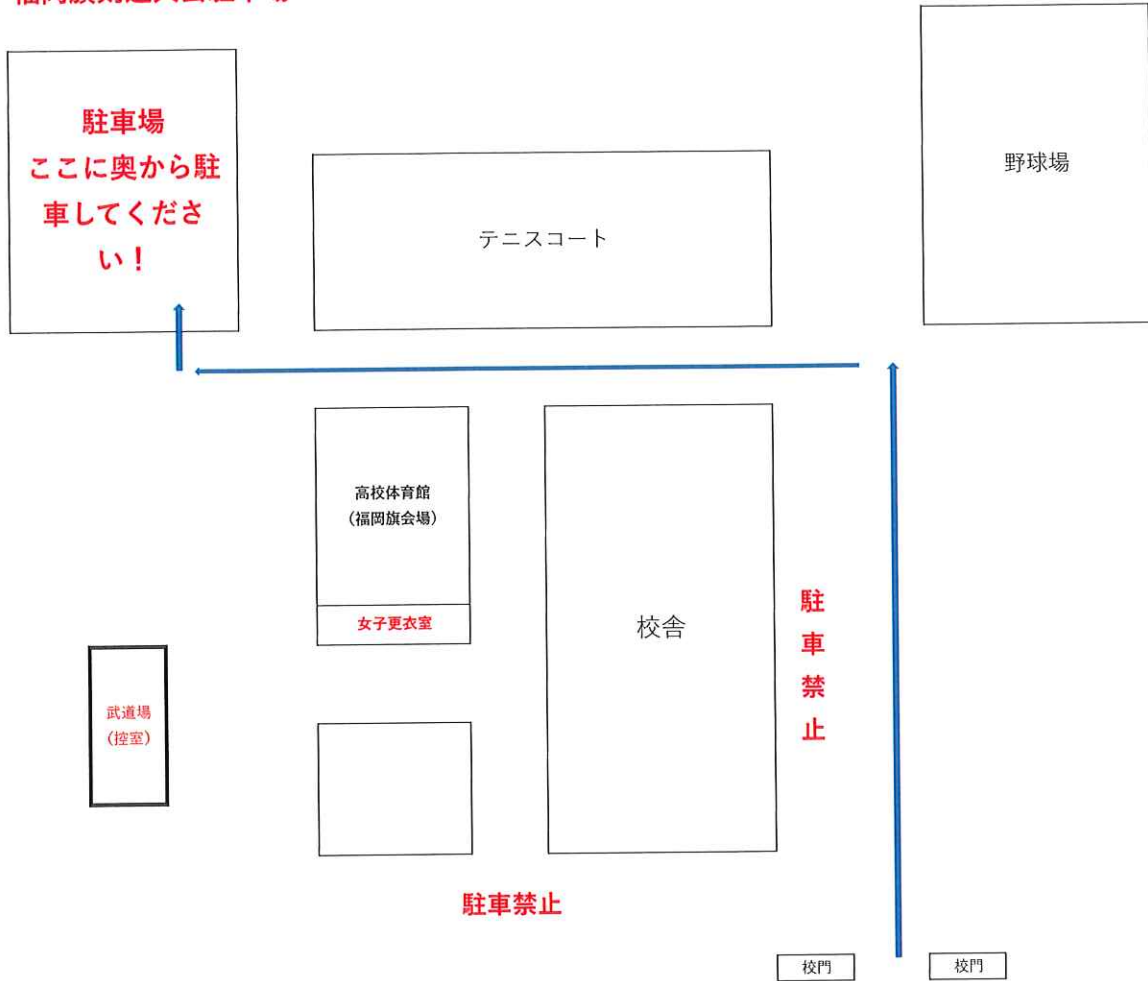 駐車場
ここに奥から駐
車してくださ
い！
野球場
テニスコート
高校体育館
（福岡旗会場）
女子更衣室
校舎
駐車禁止
武道場
（控室）
駐車禁止
校門
校門